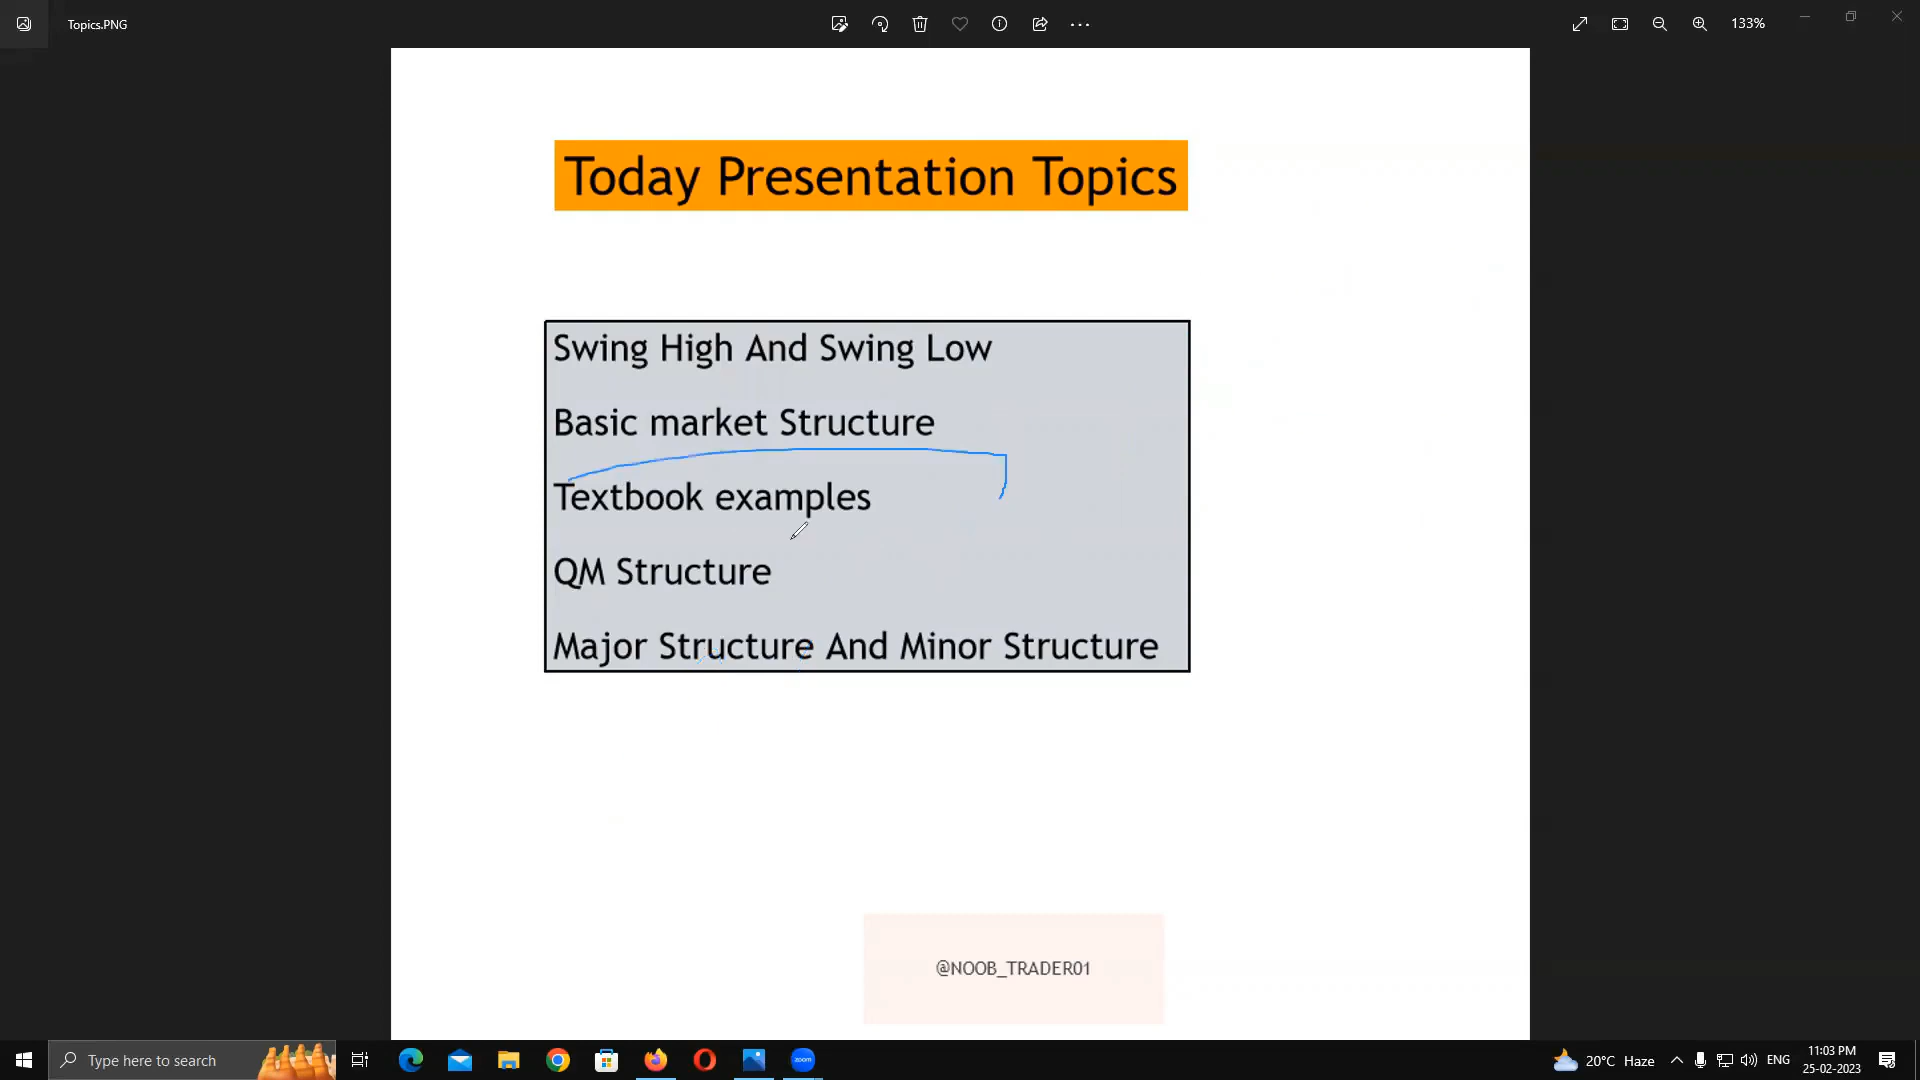 Topics.PNG
133%
Today Presentation Topics
Swing High And Swing Low
Basic market Structure
Textbook examples
QM Structure
Major Structure And Minor Structure
@NOOB_TRADER01
Type here to search
zoom
20°C Haze
ENG
11:03 PM
25-02-2023